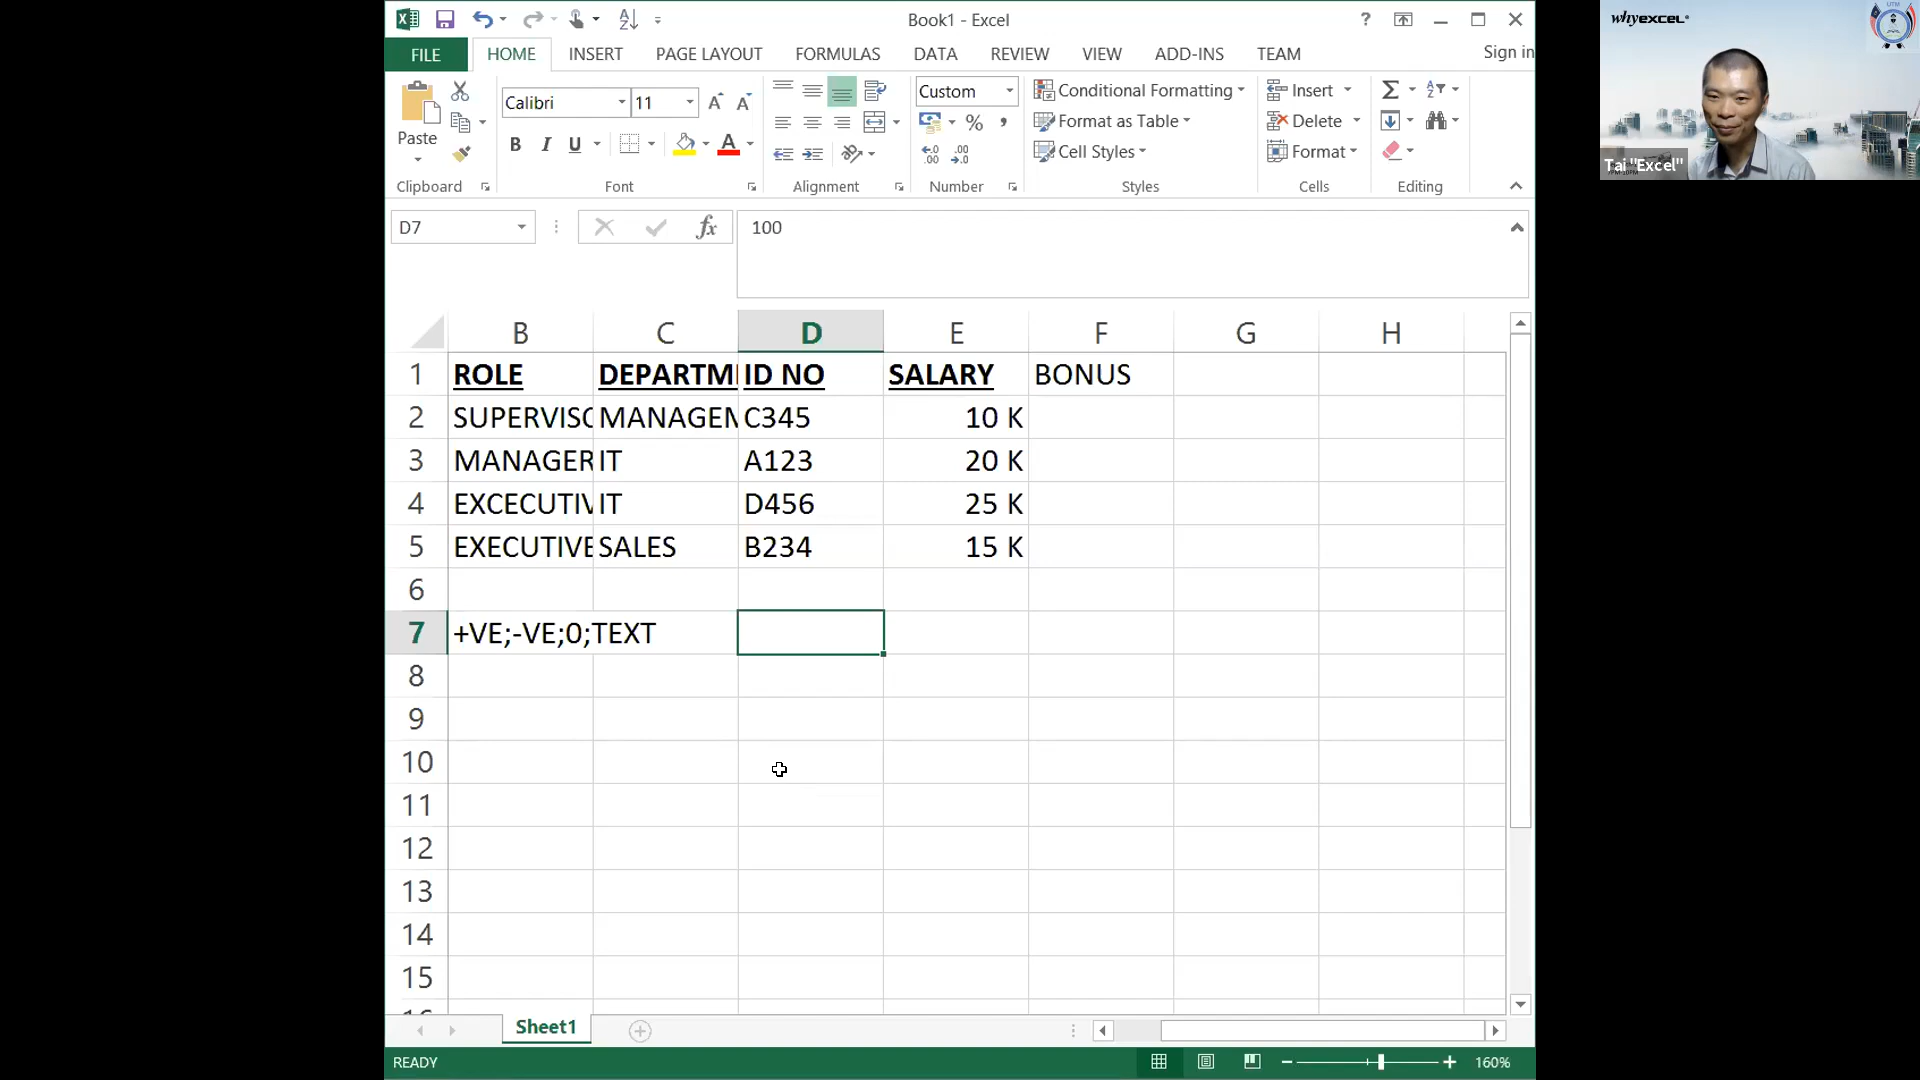 Book1 - Excel
FILE HOME INSERT PAGE LAYOUT FORMULAS DATA REVIEW VIEW ADD-INS TEAM Sign in
Calibri 11 Custom Conditional Formatting Insert
Paste Format as Table Delete
B I U Cell Styles Format
Clipboard Font Alignment Number Styles Cells Editing
D7 fx 100
B C D E F G H
1 ROLE DEPARTME ID NO SALARY BONUS
2 SUPERVISO MANAGEM C345 10 K
3 MANAGER IT A123 20 K
4 EXCECUTIV IT D456 25 K
5 EXECUTIVE SALES B234 15 K
6
7 +VE;-VE;0;TEXT
8
9
10
11
12
13
14
15
Sheet1
READY 160%
whyEXCEL
UTM
Tai "Excel"